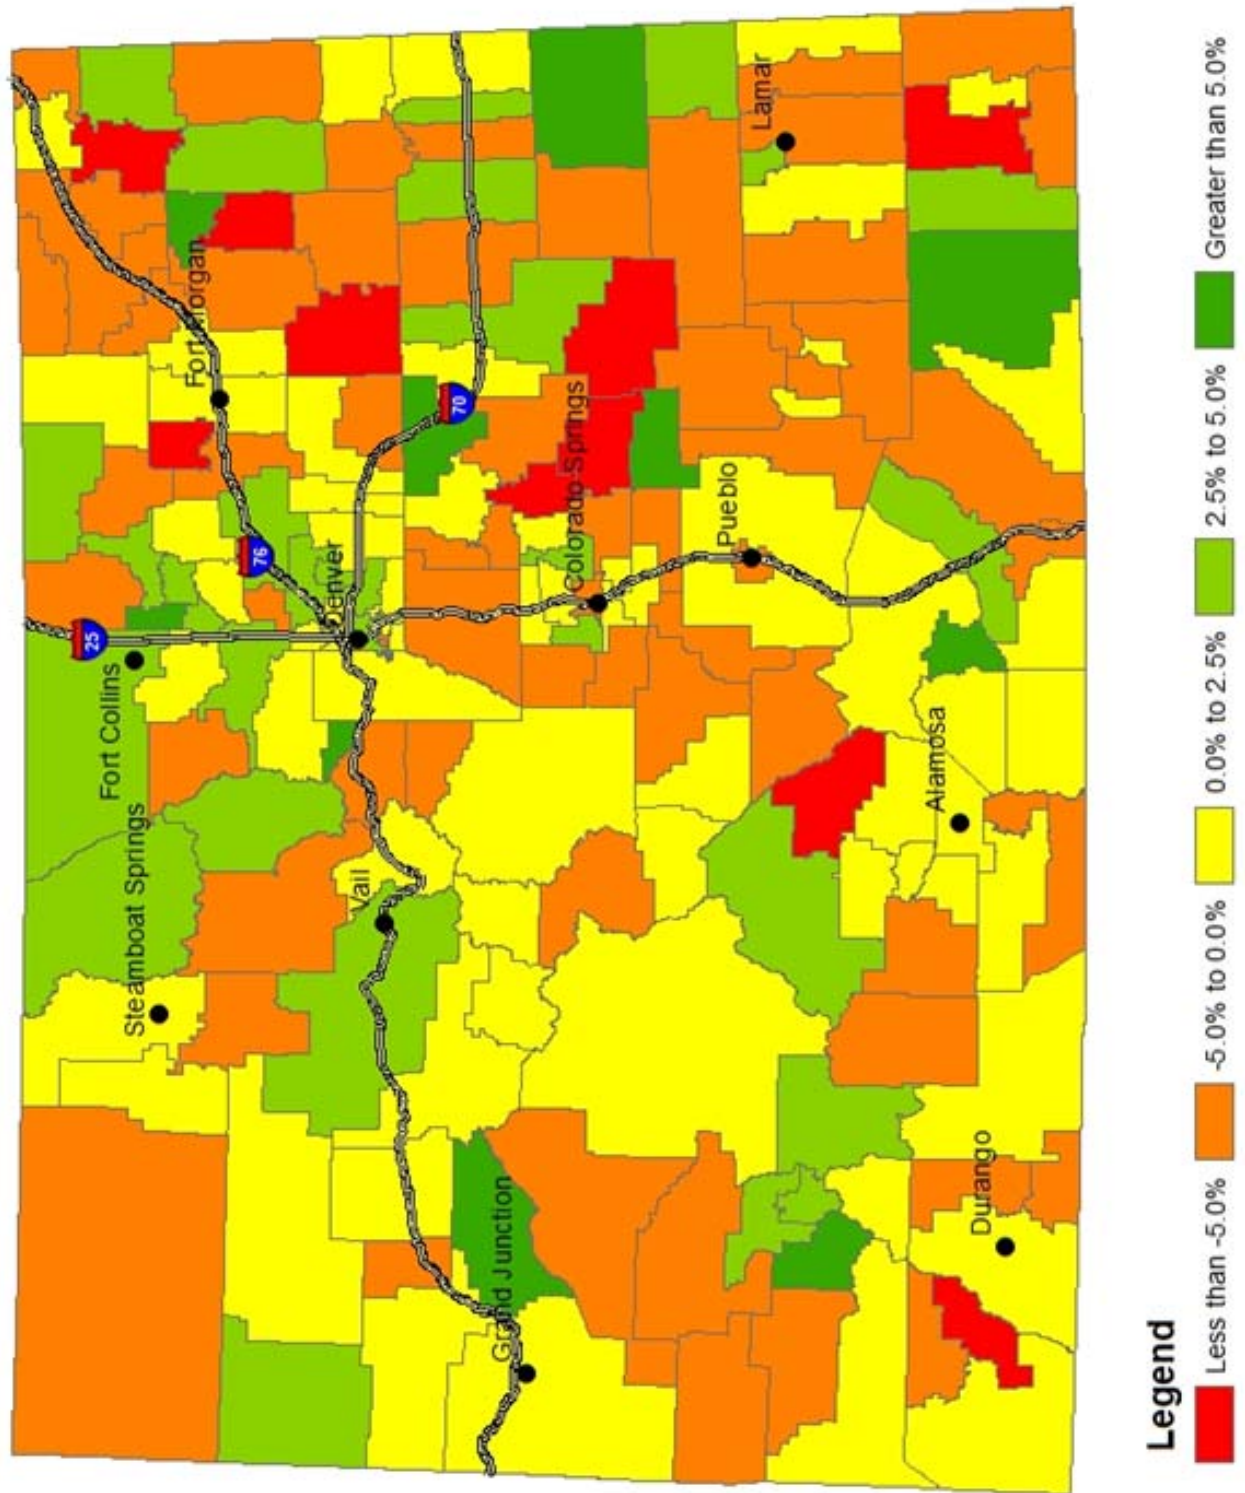 Steamboat Springs
Fort Collins
25
Fort Morgan
76
Denver
Vail
70
Grand Junction
Colorado Springs
Pueblo
Lamar
Alamosa
Durango
Legend
Less than -5.0%
-5.0% to 0.0%
0.0% to 2.5%
2.5% to 5.0%
Greater than 5.0%